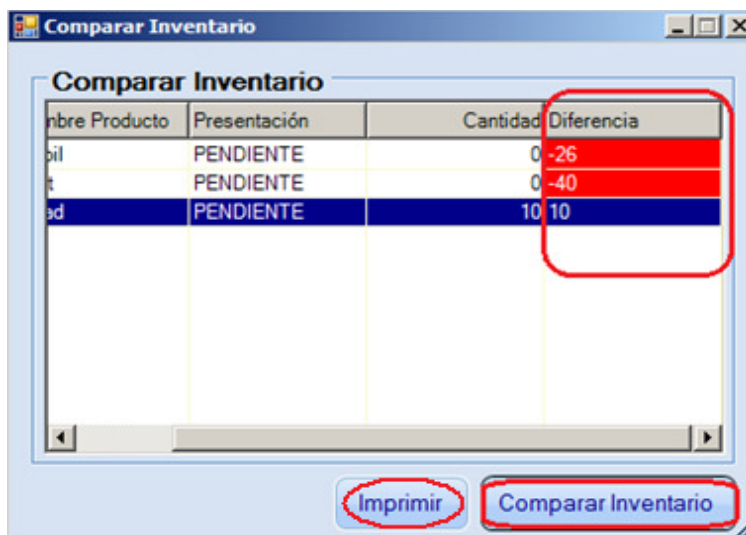 Comparar Inventario
Comparar Inventario
nbre Producto Presentación Cantidad Diferencia
PENDIENTE 0 -26
PENDIENTE 0 -40
PENDIENTE 10 10
Imprimir Comparar Inventario